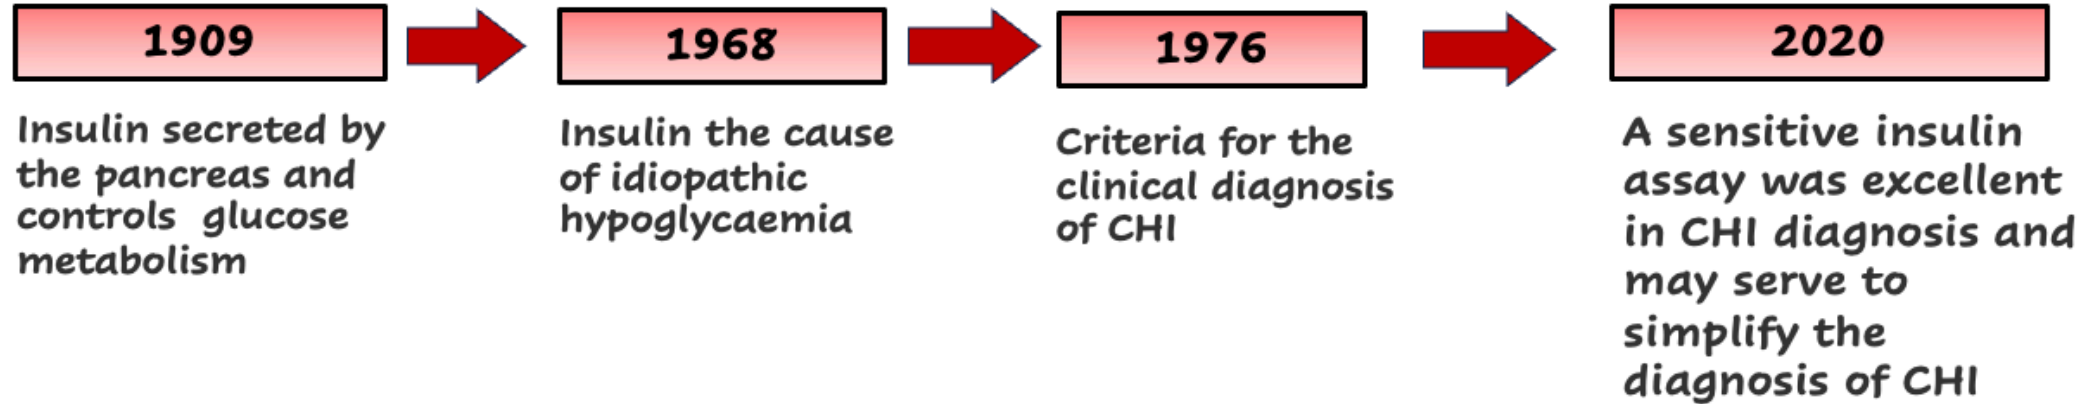 1909
Insulin secreted by
the pancreas and
controls glucose
metabolism
1968
Insulin the cause
of idiopathic
hypoglycaemia
1976
Criteria for the
clinical diagnosis
of CHI
2020
A sensitive insulin
assay was excellent
in CHI diagnosis and
may serve to
simplify the
diagnosis of CHI